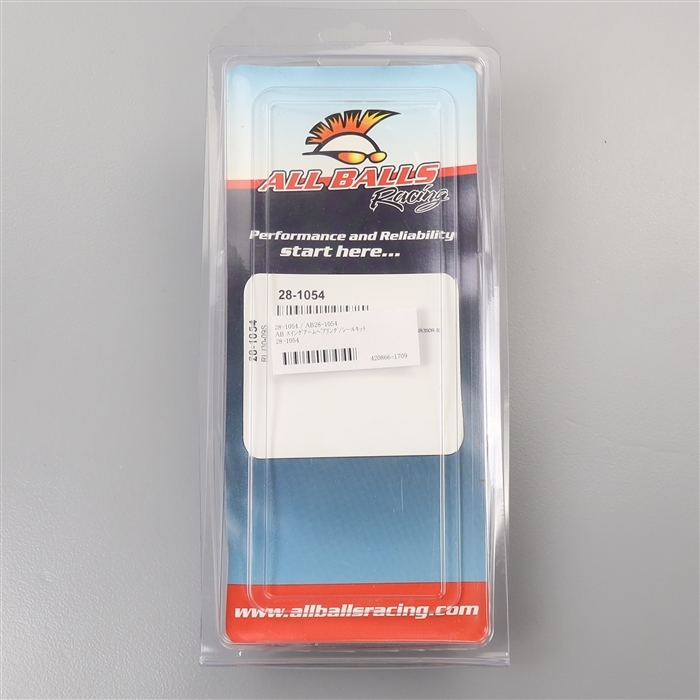 ALL BALLS
Racing
Performance and Reliability
start here...
28-1054
28-1054 / AB28-1054
AB スイングアームベアリング/シールキット
28-1054
420866-1709
28-1054
www.allballsracing.com